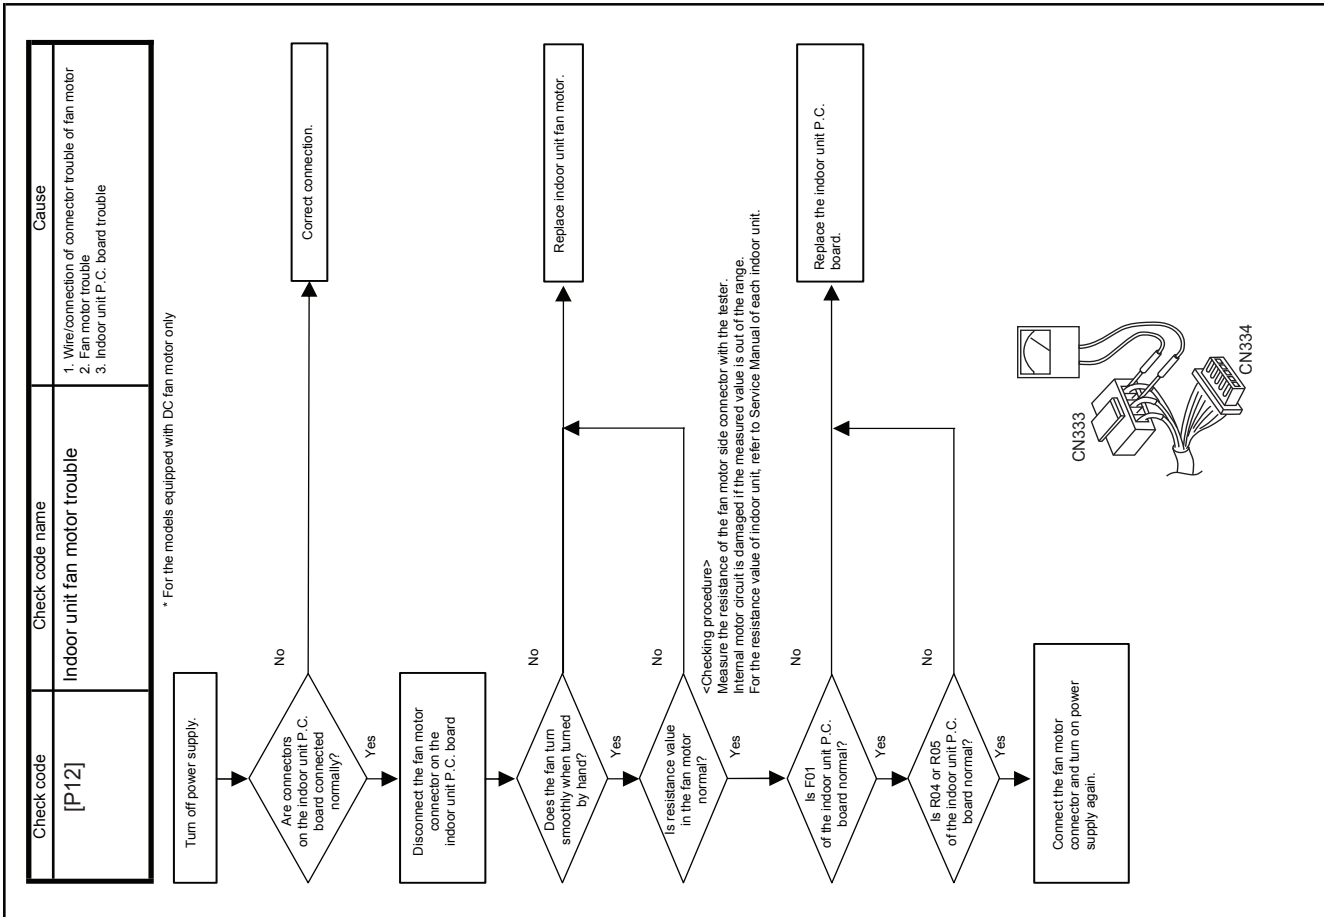 Check code
Check code name
Cause
[P12]
Indoor unit fan motor trouble
1. Wire/connection of connector trouble of fan motor
2. Fan motor trouble
3. Indoor unit P.C. board trouble
* For the models equipped with DC fan motor only
Turn off power supply.
Are connectors
on the indoor unit P.C.
board connected
normally?
No
Correct connection.
Yes
Disconnect the fan motor
connector on the
indoor unit P.C. board
Does the fan turn
smoothly when turned
by hand?
No
Replace indoor unit fan motor.
Yes
Is resistance value
in the fan motor
normal?
No
Yes
<Checking procedure>
Measure the resistance of the fan motor side connector with the tester.
Internal motor circuit is damaged if the measured value is out of the range.
For the resistance value of indoor unit, refer to Service Manual of each indoor unit.
Is F01
of the indoor unit P.C.
board normal?
No
Replace the indoor unit P.C.
board.
Yes
Is R04 or R05
of the indoor unit P.C.
board normal?
No
Yes
Connect the fan motor
connector and turn on power
supply again.
CN333
CN334